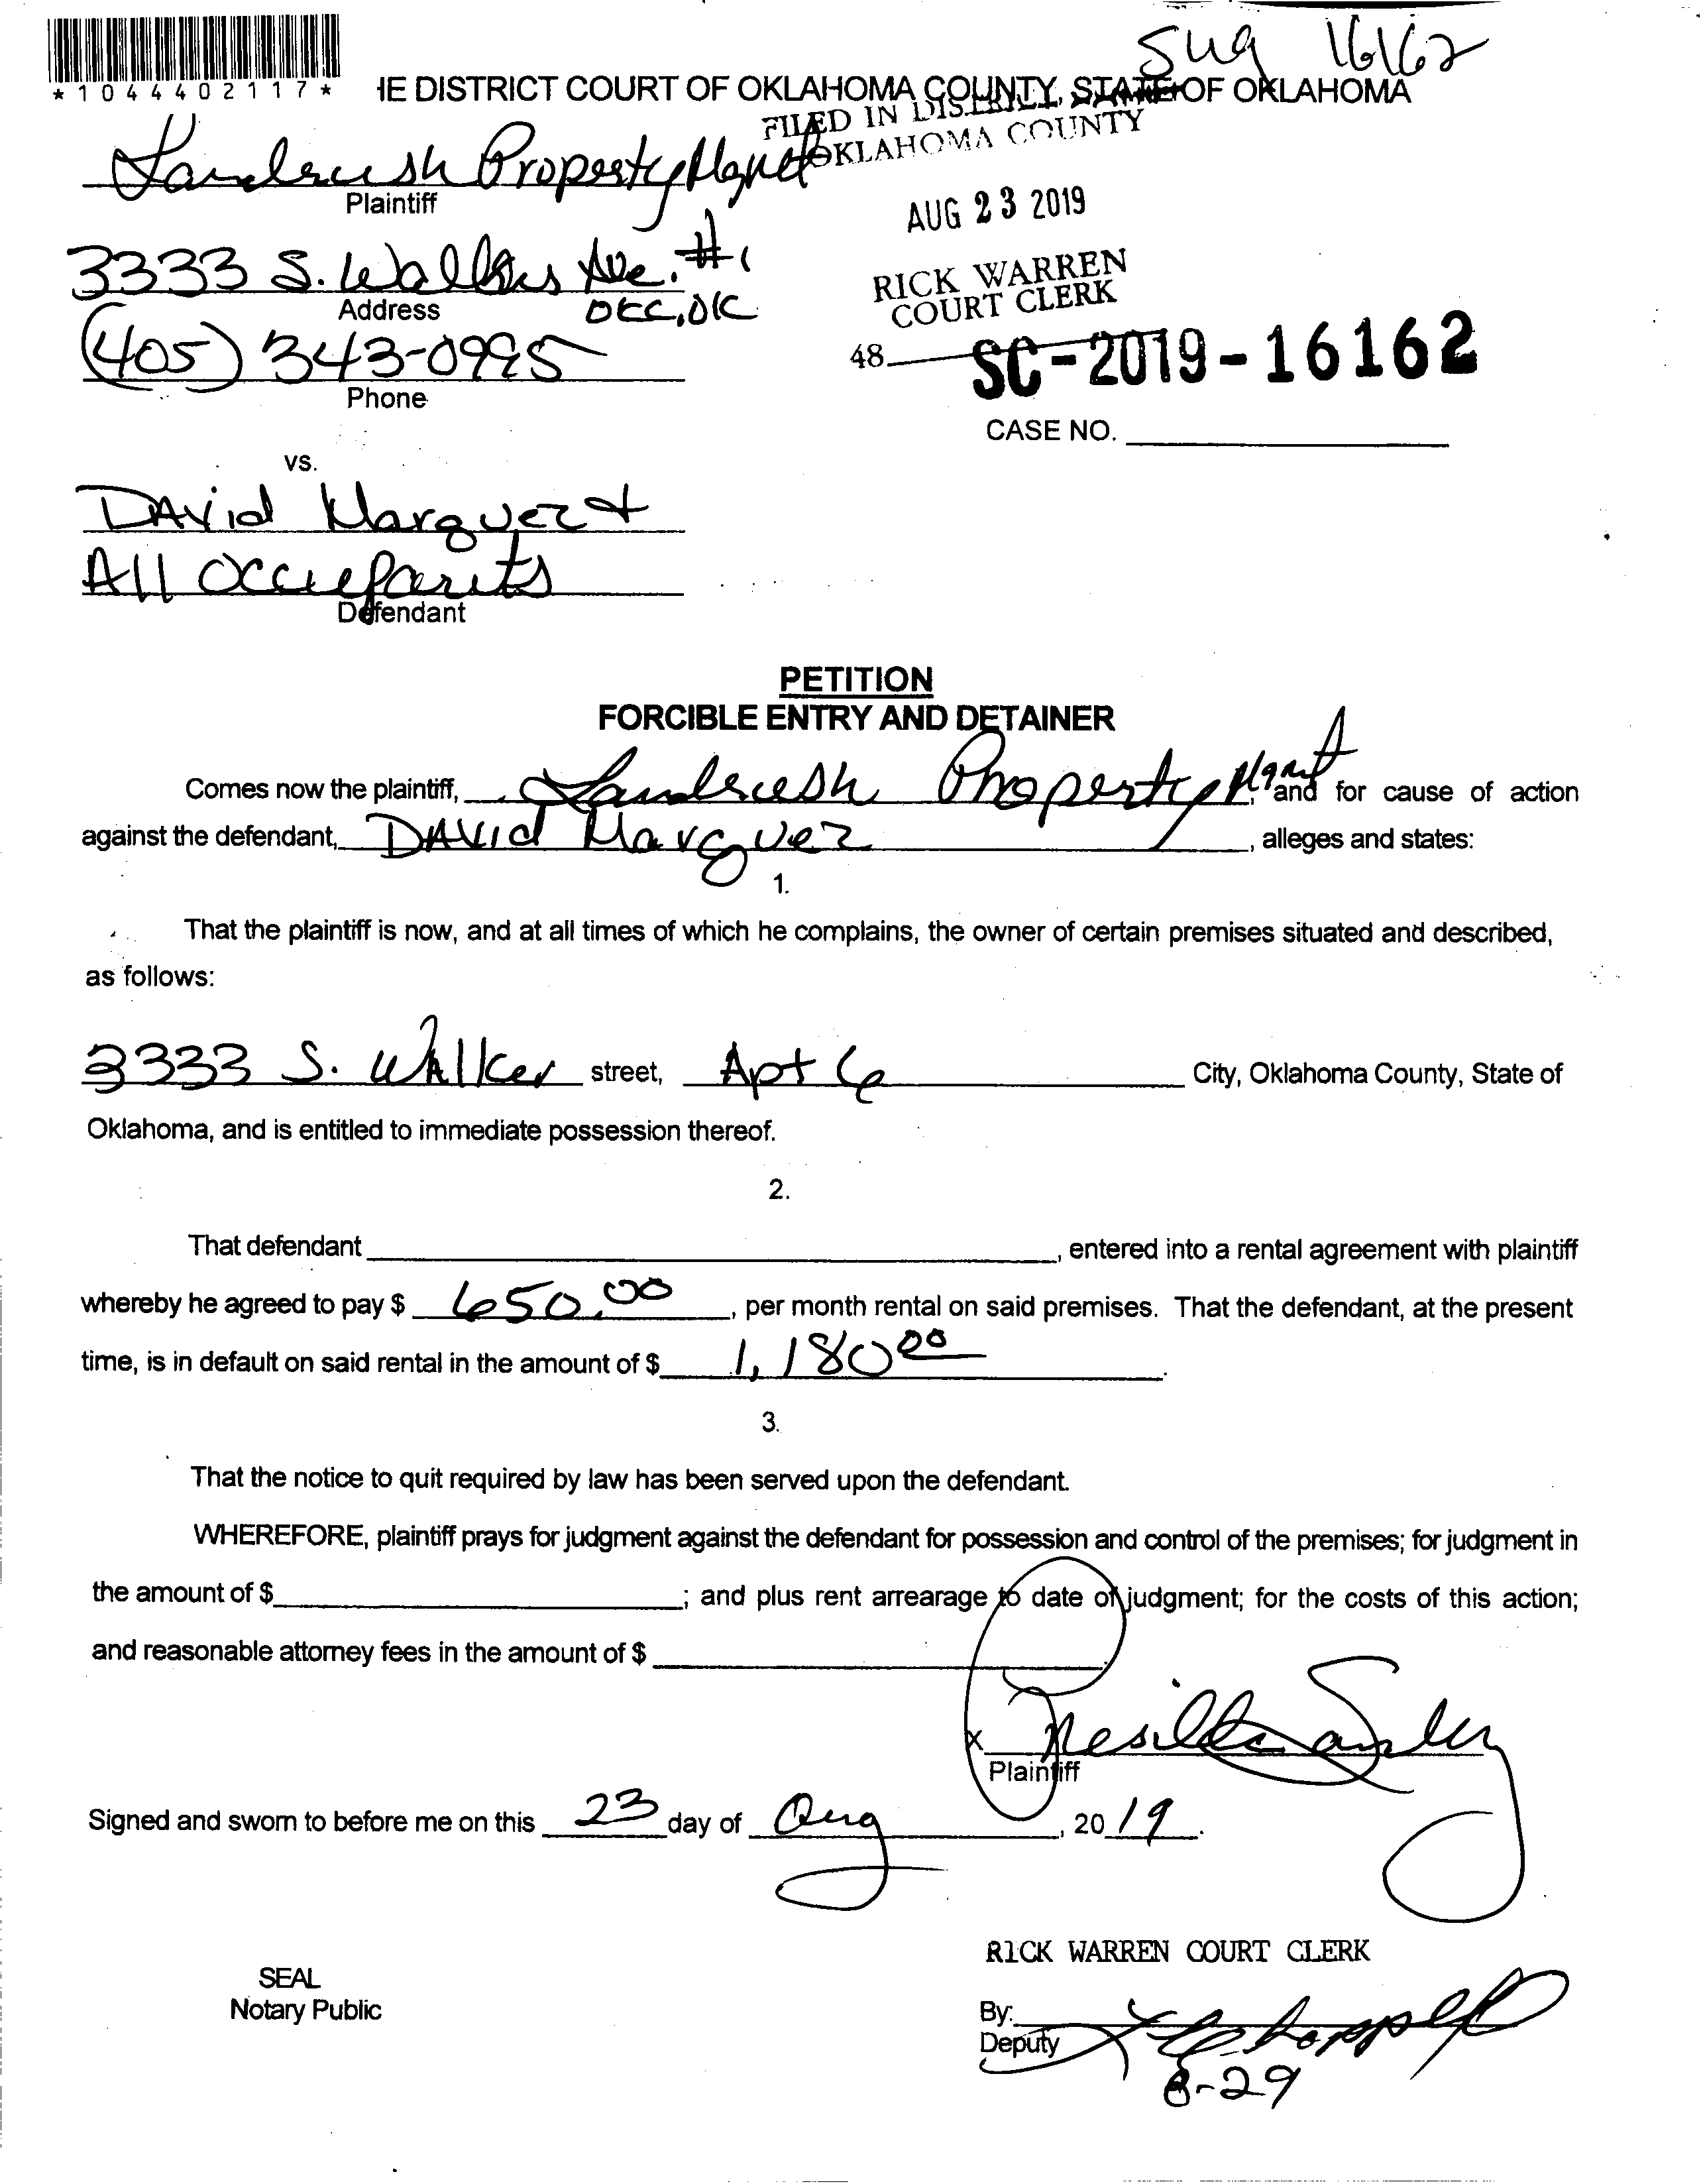 Sug 16162
*1044402117*
IE DISTRICT COURT OF OKLAHOMA COUNTY, STATE OF OKLAHOMA
FILED IN DISTRICT
OKLAHOMA COUNTY
Landrush Property Mgmt
Plaintiff
AUG 23 2019
3333 S. Walker Ave. #1
Address
OKC, OK
RICK WARREN
COURT CLERK
(405) 343-0995
Phone
48
SC-2019-16162
CASE NO.
vs.
DAvid Marquez &
All Occupants
Defendant
PETITION
FORCIBLE ENTRY AND DETAINER
Comes now the plaintiff, Landrush Property Mgmt, and for cause of action
against the defendant, DAvid Marquez, alleges and states:
1.
That the plaintiff is now, and at all times of which he complains, the owner of certain premises situated and described,
as follows:
3333 S. WAlker street, Apt 6 City, Oklahoma County, State of
Oklahoma, and is entitled to immediate possession thereof.
2.
That defendant , entered into a rental agreement with plaintiff
whereby he agreed to pay $ 650.00, per month rental on said premises. That the defendant, at the present
time, is in default on said rental in the amount of $ 1,180 00.
3.
That the notice to quit required by law has been served upon the defendant.
WHEREFORE, plaintiff prays for judgment against the defendant for possession and control of the premises; for judgment in
the amount of $ ; and plus rent arrearage to date of judgment; for the costs of this action;
and reasonable attorney fees in the amount of $ .
x
Plaintiff
Signed and sworn to before me on this 23 day of Aug, 2019.
RICK WARREN COURT CLERK
SEAL
Notary Public
By:
Deputy
8-29